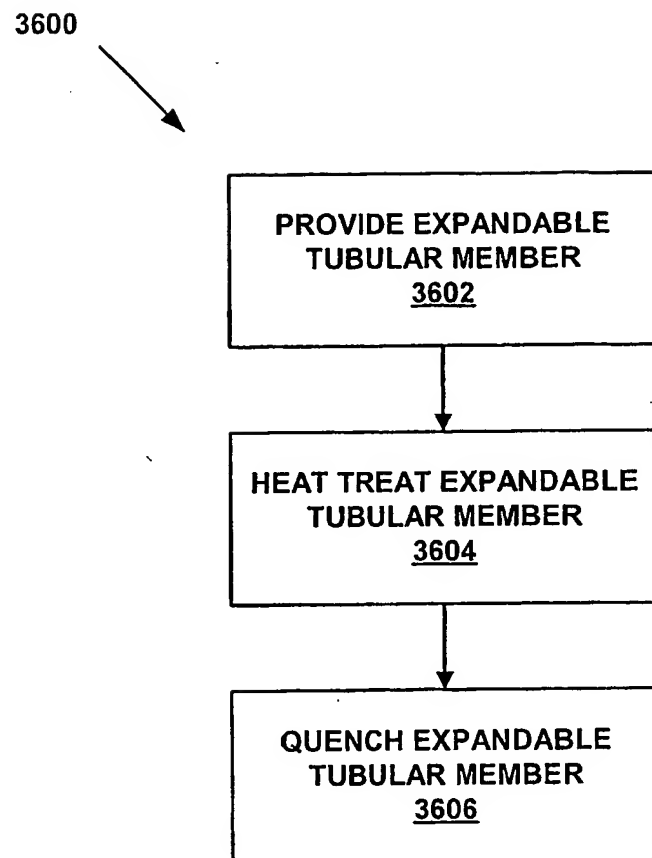 3600
PROVIDE EXPANDABLE
TUBULAR MEMBER
3602
HEAT TREAT EXPANDABLE
TUBULAR MEMBER
3604
QUENCH EXPANDABLE
TUBULAR MEMBER
3606